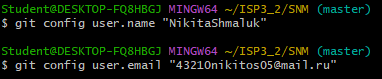 Student@DESKTOP-FQ8HBGJ MINGW64 ~/ISP3_2/SNM (master)
$ git config user.name "NikitaShmaluk"
Student@DESKTOP-FQ8HBGJ MINGW64 ~/ISP3_2/SNM (master)
$ git config user.email "4321Onikitos05@mail.ru"